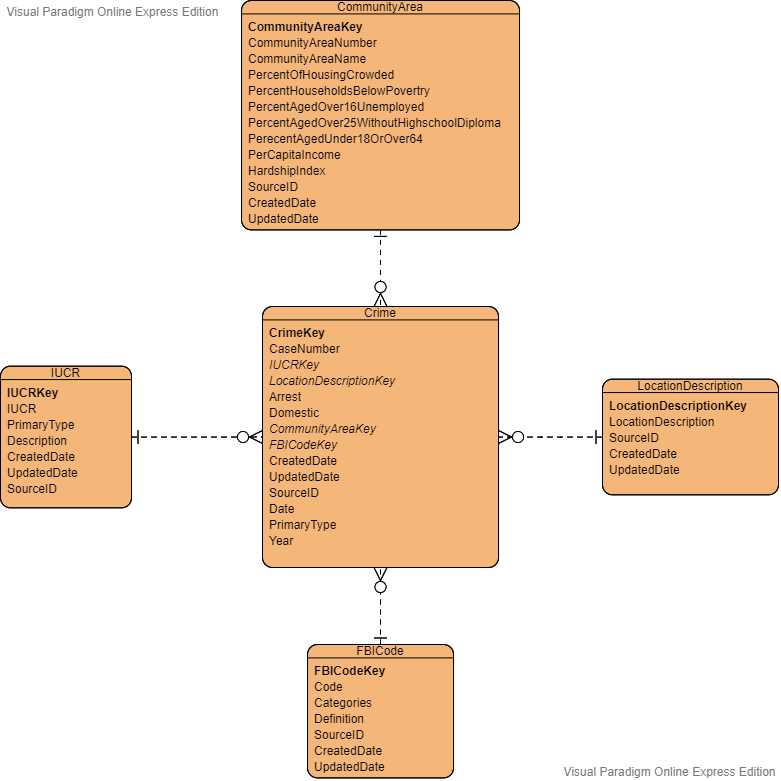 Visual Paradigm Online Express Edition
CommunityArea
CommunityAreaKey
CommunityAreaNumber
CommunityAreaName
PercentOfHousingCrowded
PercentHouseholdsBelowPovertry
PercentAgedOver16Unemployed
PercentAgedOver25WithoutHighschoolDiploma
PerecentAgedUnder18OrOver64
PerCapitaIncome
HardshipIndex
SourceID
CreatedDate
UpdatedDate
Crime
CrimeKey
CaseNumber
IUCRKey
LocationDescriptionKey
Arrest
Domestic
CommunityAreaKey
FBICodeKey
CreatedDate
UpdatedDate
SourceID
Date
PrimaryType
Year
IUCR
IUCRKey
IUCR
PrimaryType
Description
CreatedDate
UpdatedDate
SourceID
LocationDescription
LocationDescriptionKey
LocationDescription
SourceID
CreatedDate
UpdatedDate
FBICode
FBICodeKey
Code
Categories
Definition
SourceID
CreatedDate
UpdatedDate
Visual Paradigm Online Express Edition